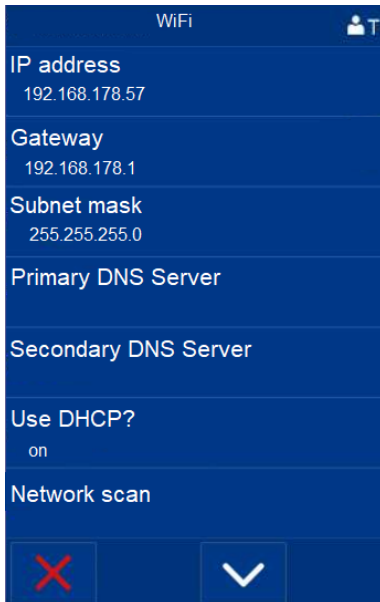 WiFi
T
IP address
192.168.178.57
Gateway
192.168.178.1
Subnet mask
255.255.255.0
Primary DNS Server
Secondary DNS Server
Use DHCP?
on
Network scan